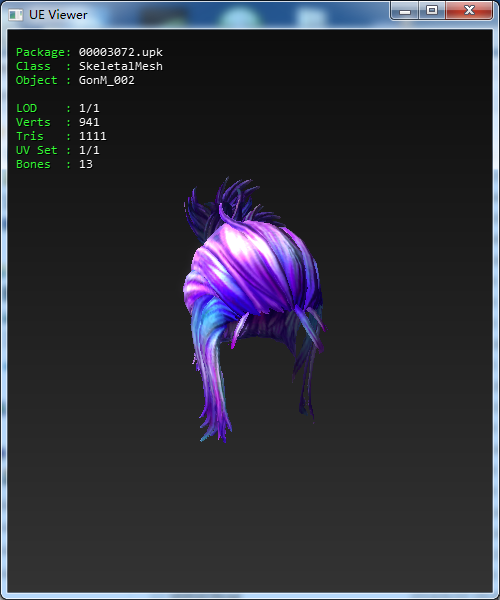 UE Viewer
Package: 00003072.upk
Class : SkeletalMesh
Object : GonM_002
LOD : 1/1
Verts : 941
Tris : 1111
UV Set : 1/1
Bones : 13